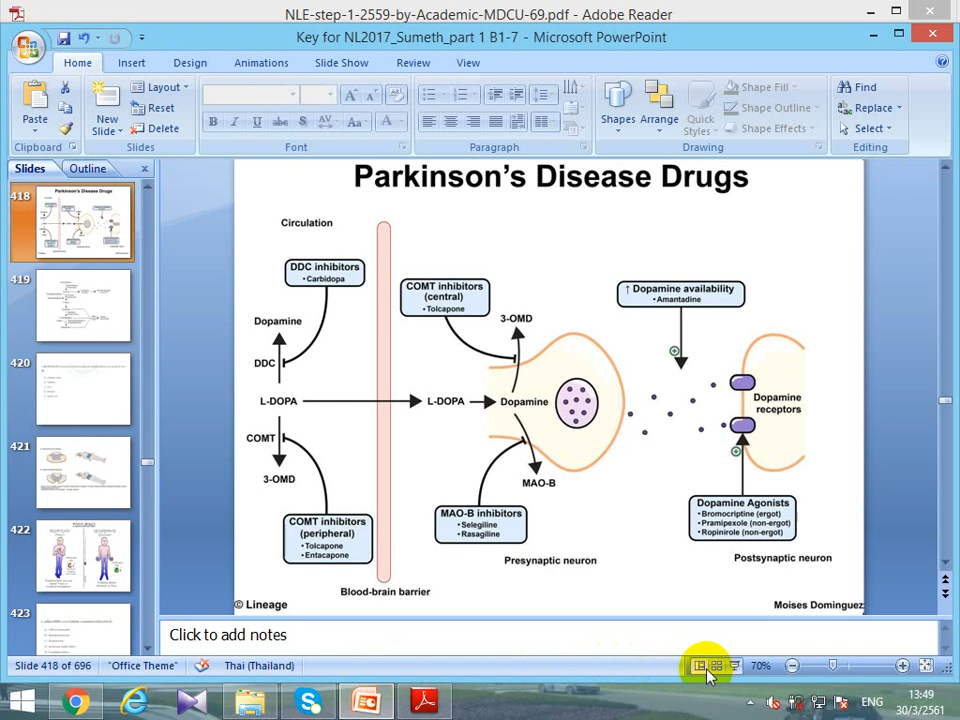 NLE-step-1-2559-by-Academic-MDCU-69.pdf - Adobe Reader
Key for NL2017_Sumeth_part 1 B1-7 - Microsoft PowerPoint
Home Insert Design Animations Slide Show Review View
Paste
New
Slide
Layout
Reset
Delete
Shapes Arrange Quick
Styles
Shape Fill
Shape Outline
Shape Effects
Find
Replace
Select
Clipboard Slides Font Paragraph Drawing Editing
Slides Outline
418
419
420
421
422
423
Parkinson's Disease Drugs
Circulation
DDC inhibitors
• Carbidopa
COMT inhibitors
(central)
• Tolcapone
↑ Dopamine availability
• Amantadine
Dopamine
3-OMD
DDC
L-DOPA
L-DOPA
Dopamine
Dopamine
receptors
COMT
3-OMD
MAO-B
COMT inhibitors
(peripheral)
• Tolcapone
• Entacapone
MAO-B inhibitors
• Selegiline
• Rasagiline
Dopamine Agonists
• Bromocriptine (ergot)
• Pramipexole (non-ergot)
• Ropinirole (non-ergot)
Presynaptic neuron
Postsynaptic neuron
Blood-brain barrier
© Lineage
Moises Dominguez
Click to add notes
Slide 418 of 696 "Office Theme" Thai (Thailand) 70%
ENG
13:49
30/3/2561